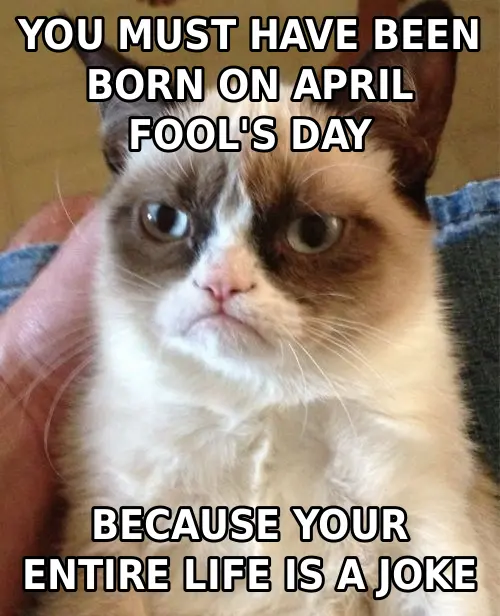 YOU MUST HAVE BEEN
BORN ON APRIL
FOOL'S DAY
BECAUSE YOUR
ENTIRE LIFE IS A JOKE